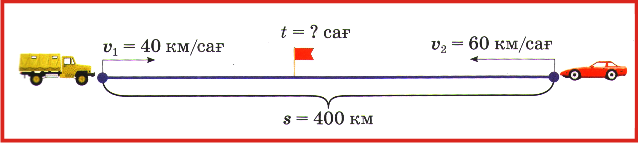 t = ? сағ
v₁ = 40 км/сағ
v₂ = 60 км/сағ
s = 400 км